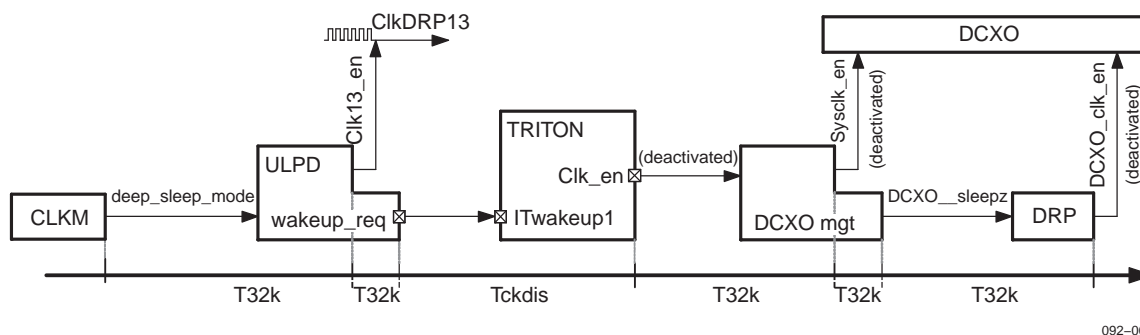 ClkDRP13
DCXO
Clk13_en
Sysclk_en
(deactivated)
DCXO_clk_en
(deactivated)
TRITON
ULPD
(deactivated)
Clk_en
CLKM
deep_sleep_mode
wakeup_req
ITwakeup1
DCXO mgt
DCXO__sleepz
DRP
T32k
T32k
Tckdis
T32k
T32k
T32k